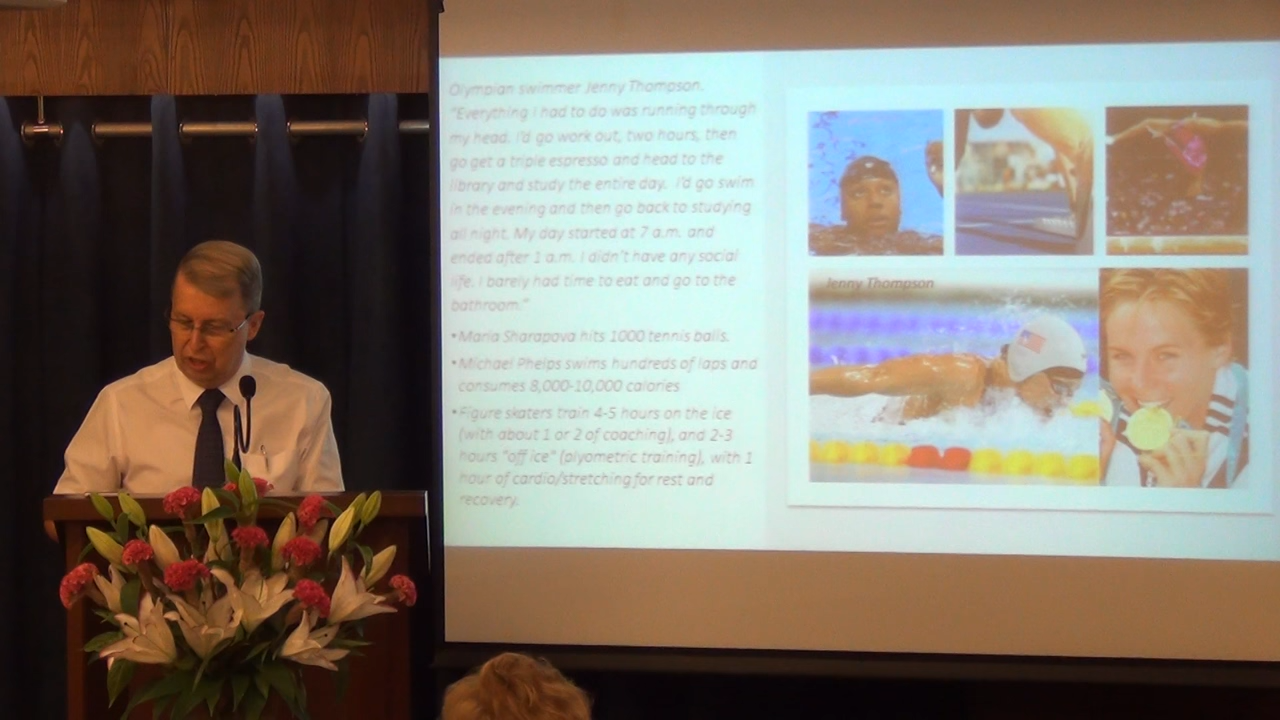 Olympian swimmer Jenny Thompson.
"Everything I had to do was running through
my head. I'd go work out, two hours, then
go get a triple espresso and head to the
library and study the entire day. I'd go swim
in the evening and then go back to studying
all night. My day started at 7 a.m. and
ended after 1 a.m. I didn't have any social
life. I barely had time to eat and go to the
bathroom."
•Maria Sharapova hits 1000 tennis balls.
•Michael Phelps swims hundreds of laps and
consumes 8,000-10,000 calories
•Figure skaters train 4-5 hours on the ice
(with about 1 or 2 of coaching), and 2-3
hours "off ice" (plyometric training), with 1
hour of cardio/stretching for rest and
recovery.
Jenny Thompson